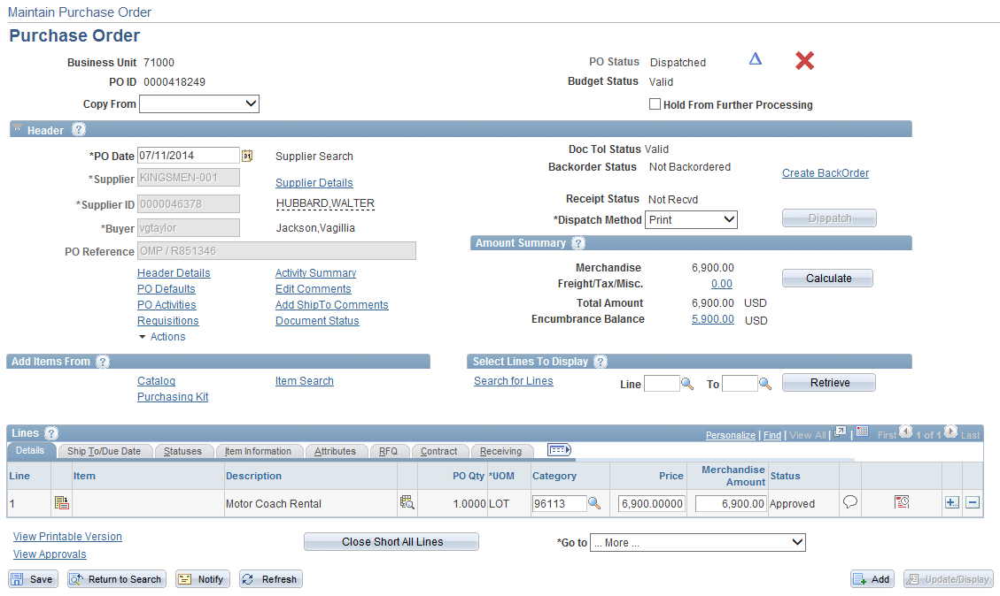 Maintain Purchase Order
Purchase Order
Business Unit 71000
PO Status Dispatched
PO ID 0000418249
Budget Status Valid
Copy From
Hold From Further Processing
Header ?
*PO Date 07/11/2014 31 Supplier Search
Doc Tol Status Valid
*Supplier KINGSMEN-001 Supplier Details
Backorder Status Not Backordered Create BackOrder
*Supplier ID 0000046378 HUBBARD,WALTER
Receipt Status Not Recvd
*Buyer vgtaylor Jackson,Vagillia
*Dispatch Method Print Dispatch
PO Reference OMP / R851346
Amount Summary ?
Header Details Activity Summary
Merchandise 6,900.00
PO Defaults Edit Comments
Freight/Tax/Misc. 0.00 Calculate
PO Activities Add ShipTo Comments
Total Amount 6,900.00 USD
Requisitions Document Status
Encumbrance Balance 5,900.00 USD
Actions
Add Items From ?
Select Lines To Display ?
Catalog Item Search
Search for Lines Line To Retrieve
Purchasing Kit
Lines ?
Personalize | Find | View All | | First 1 of 1 Last
Details Ship To/Due Date Statuses Item Information Attributes RFQ Contract Receiving
Line Item Description PO Qty *UOM Category Price Merchandise Amount Status
1 Motor Coach Rental 1.0000 LOT 96113 6,900.00000 6,900.00 Approved
View Printable Version
Close Short All Lines
*Go to ... More ...
View Approvals
Save Return to Search Notify Refresh Add Update/Display